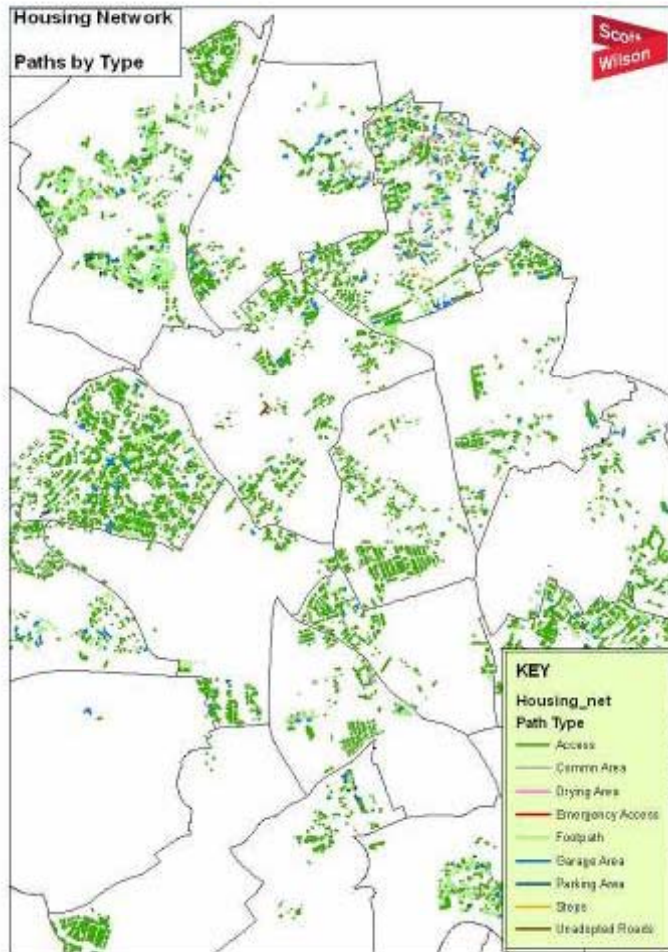 Housing Network
Paths by Type
Scott
Wilson
KEY
Housing_net
Path Type
Access
Common Area
Drying Area
Emergency Access
Footpath
Garage Area
Parking Area
Steps
Unadopted Roads